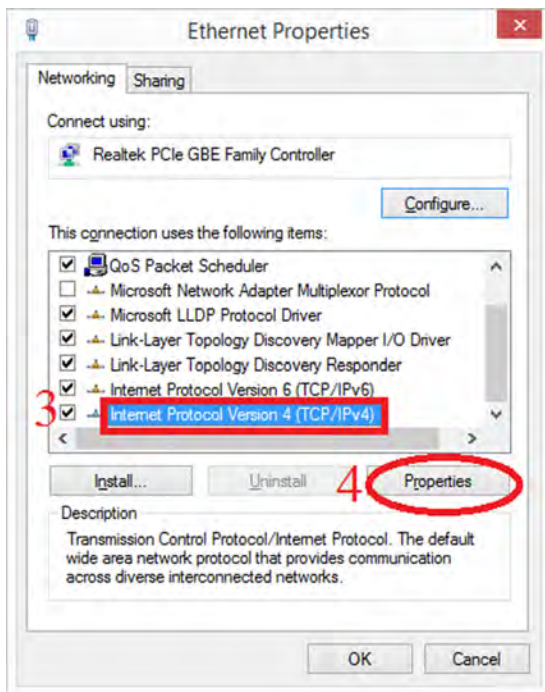 Ethernet Properties
Networking
Sharing
Connect using:
Realtek PCIe GBE Family Controller
Configure...
This connection uses the following items:
QoS Packet Scheduler
Microsoft Network Adapter Multiplexor Protocol
Microsoft LLDP Protocol Driver
Link-Layer Topology Discovery Mapper I/O Driver
Link-Layer Topology Discovery Responder
Internet Protocol Version 6 (TCP/IPv6)
3 Internet Protocol Version 4 (TCP/IPv4)
Install...
Uninstall
4 Properties
Description
Transmission Control Protocol/Internet Protocol. The default
wide area network protocol that provides communication
across diverse interconnected networks.
OK
Cancel